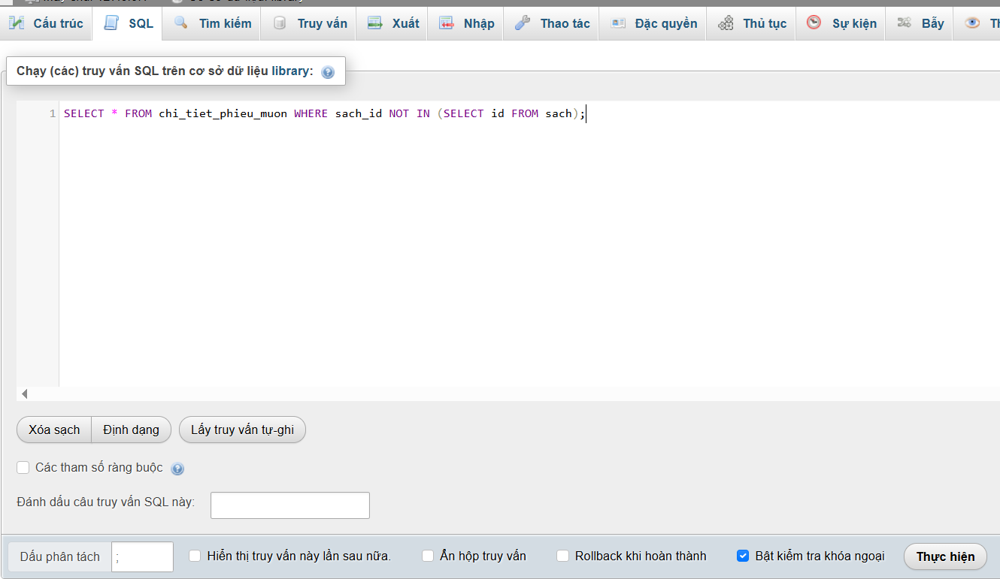 Cấu trúc SQL Tìm kiếm Truy vấn Xuất Nhập Thao tác Đặc quyền Thủ tục Sự kiện Bẫy
Chạy (các) truy vấn SQL trên cơ sở dữ liệu library:
1 SELECT * FROM chi_tiet_phieu_muon WHERE sach_id NOT IN (SELECT id FROM sach);
Xóa sạch Định dạng Lấy truy vấn tự-ghi
Các tham số ràng buộc
Đánh dấu câu truy vấn SQL này:
Dấu phân tách ; Hiển thị truy vấn này lần sau nữa. Ẩn hộp truy vấn Rollback khi hoàn thành Bật kiểm tra khóa ngoại Thực hiện